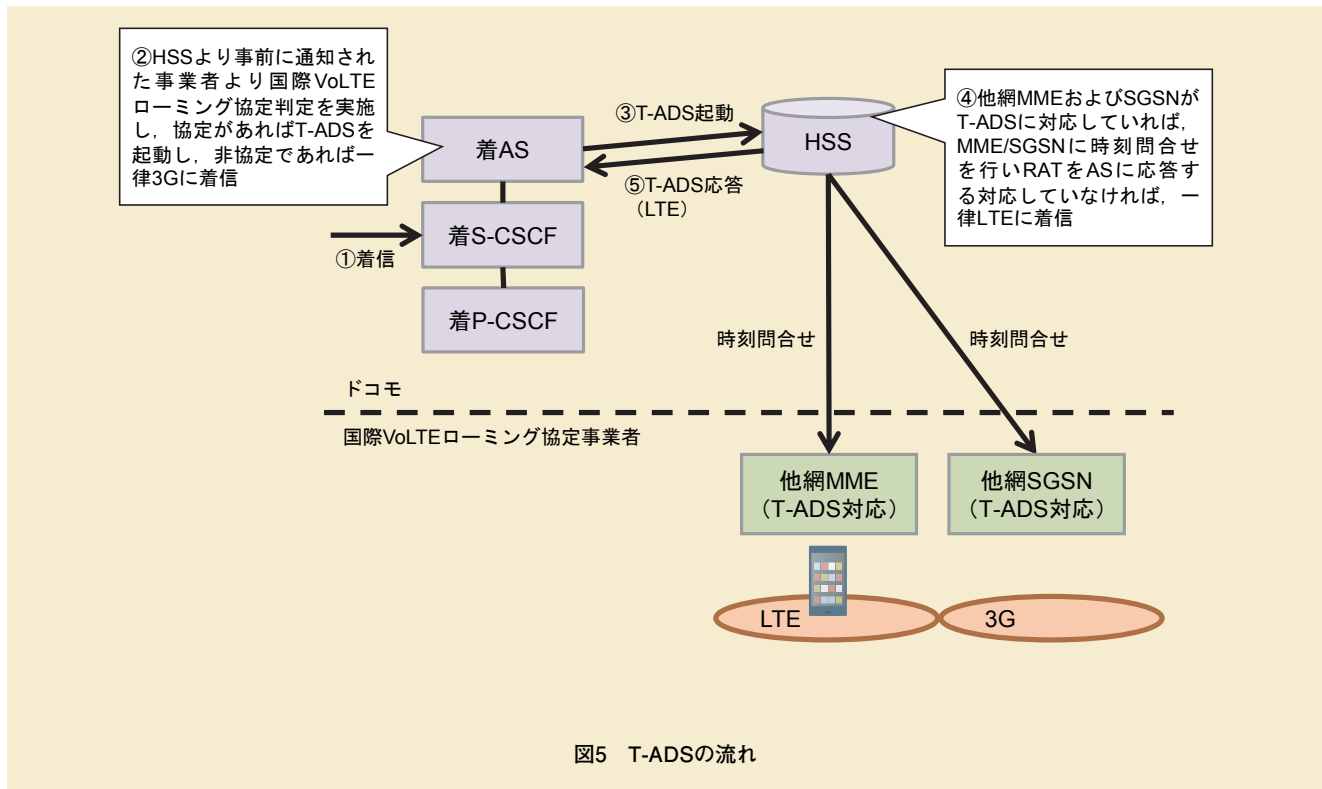 ②HSSより事前に通知され
た事業者より国際VoLTE
ローミング協定判定を実施
し，協定があればT-ADSを
起動し，非協定であれば一
律3Gに着信
着AS
③T-ADS起動
⑤T-ADS応答
（LTE）
HSS
④他網MMEおよびSGSNが
T-ADSに対応していれば，
MME/SGSNに時刻問合せ
を行いRATをASに応答す
る対応していなければ，一
律LTEに着信
着S-CSCF
①着信
着P-CSCF
時刻問合せ
時刻問合せ
ドコモ
国際VoLTEローミング協定事業者
他網MME
（T-ADS対応）
他網SGSN
（T-ADS対応）
LTE
3G
図5　T-ADSの流れ